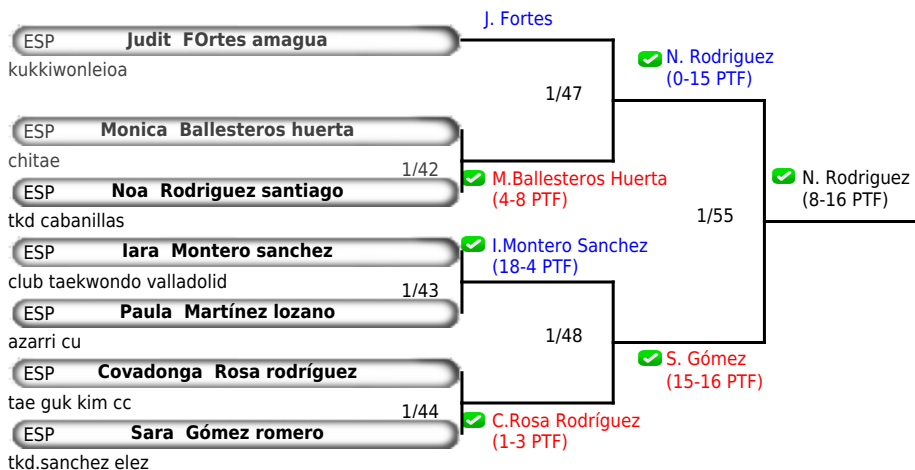 J. Fortes
ESP Judit FOrtes amagua
kukkiwonleioa
N. Rodriguez
(0-15 PTF)
1/47
ESP Monica Ballesteros huerta
chitae
1/42
M.Ballesteros Huerta
(4-8 PTF)
ESP Noa Rodriguez santiago
tkd cabanillas
N. Rodriguez
(8-16 PTF)
1/55
ESP Iara Montero sanchez
club taekwondo valladolid
I.Montero Sanchez
(18-4 PTF)
1/43
ESP Paula Martínez lozano
azarri cu
1/48
S. Gómez
(15-16 PTF)
ESP Covadonga Rosa rodríguez
tae guk kim cc
1/44
C.Rosa Rodríguez
(1-3 PTF)
ESP Sara Gómez romero
tkd.sanchez elez